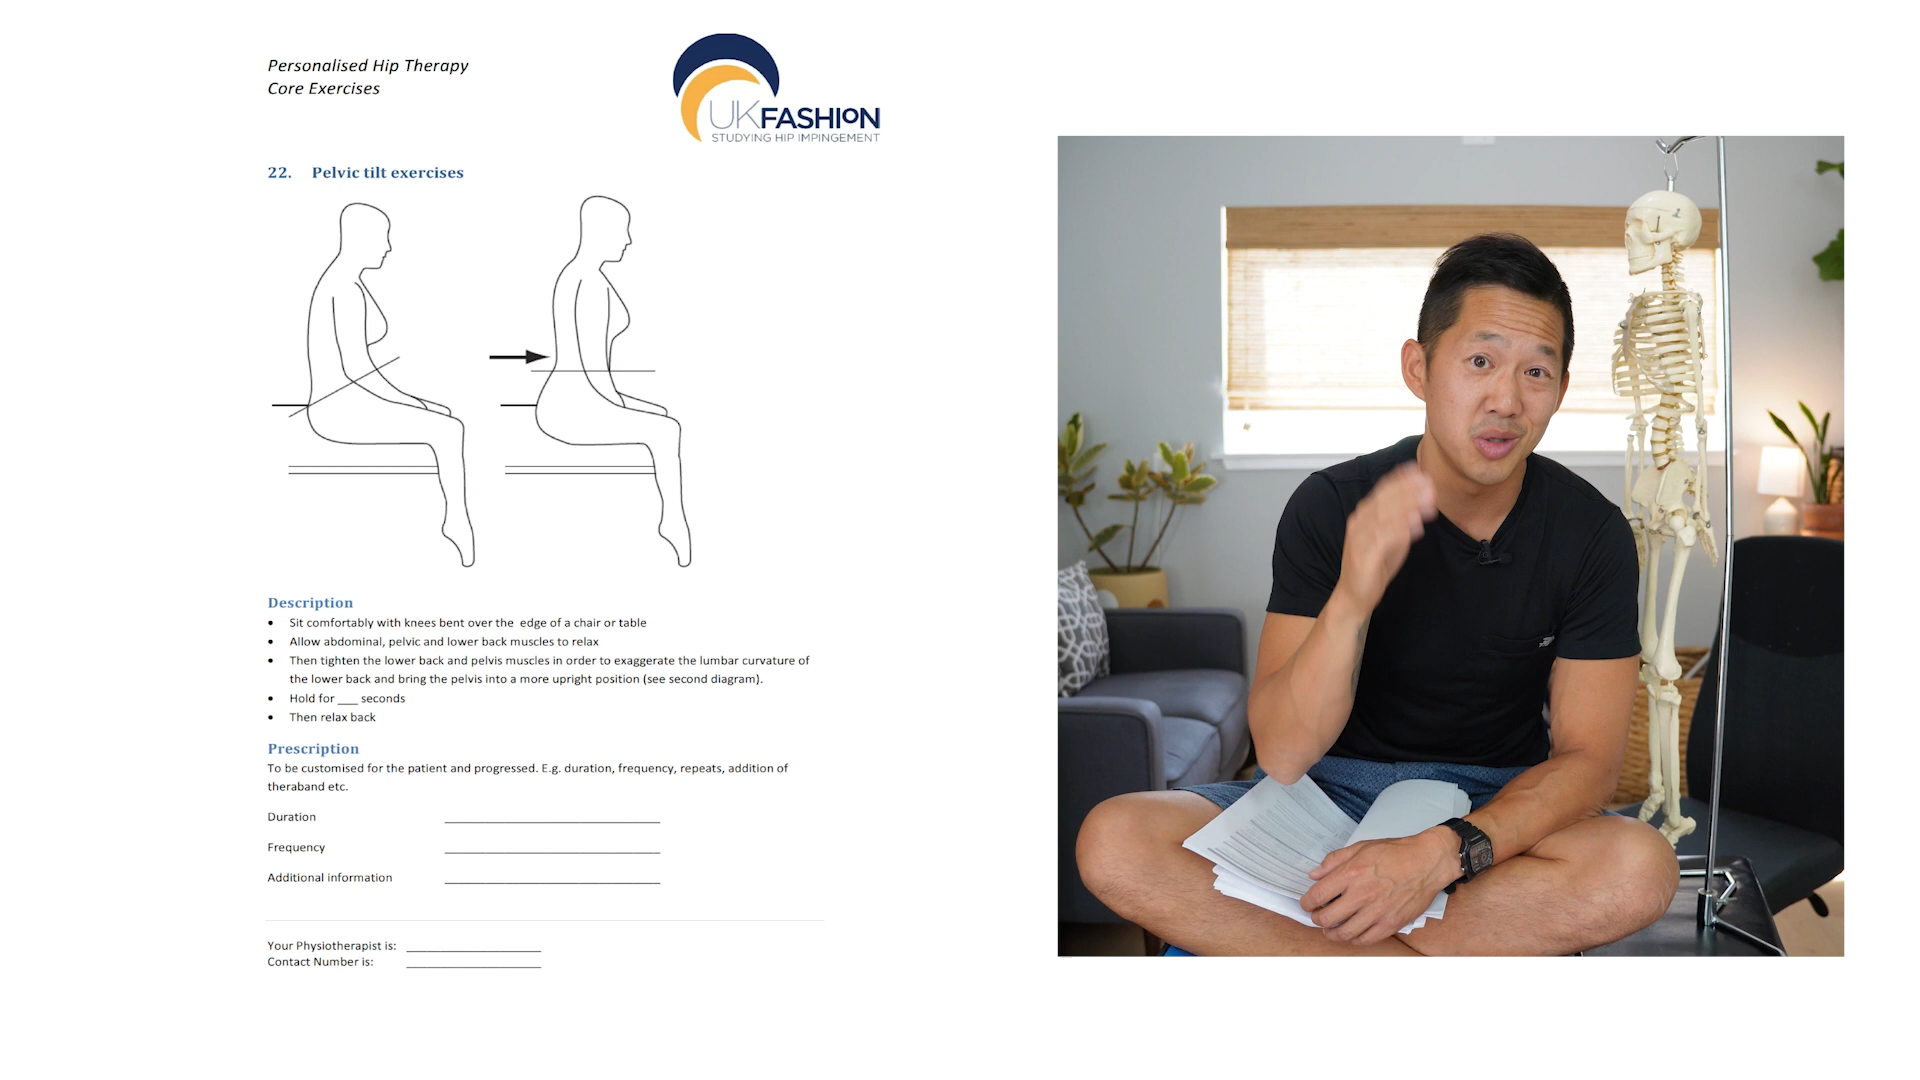 Personalised Hip Therapy
Core Exercises
UKFASHION
STUDYING HIP IMPINGEMENT
22. Pelvic tilt exercises
Description
• Sit comfortably with knees bent over the edge of a chair or table
• Allow abdominal, pelvic and lower back muscles to relax
• Then tighten the lower back and pelvis muscles in order to exaggerate the lumbar curvature of
the lower back and bring the pelvis into a more upright position (see second diagram).
• Hold for ___ seconds
• Then relax back
Prescription
To be customised for the patient and progressed. E.g. duration, frequency, repeats, addition of
theraband etc.
Duration
Frequency
Additional information
Your Physiotherapist is:
Contact Number is: